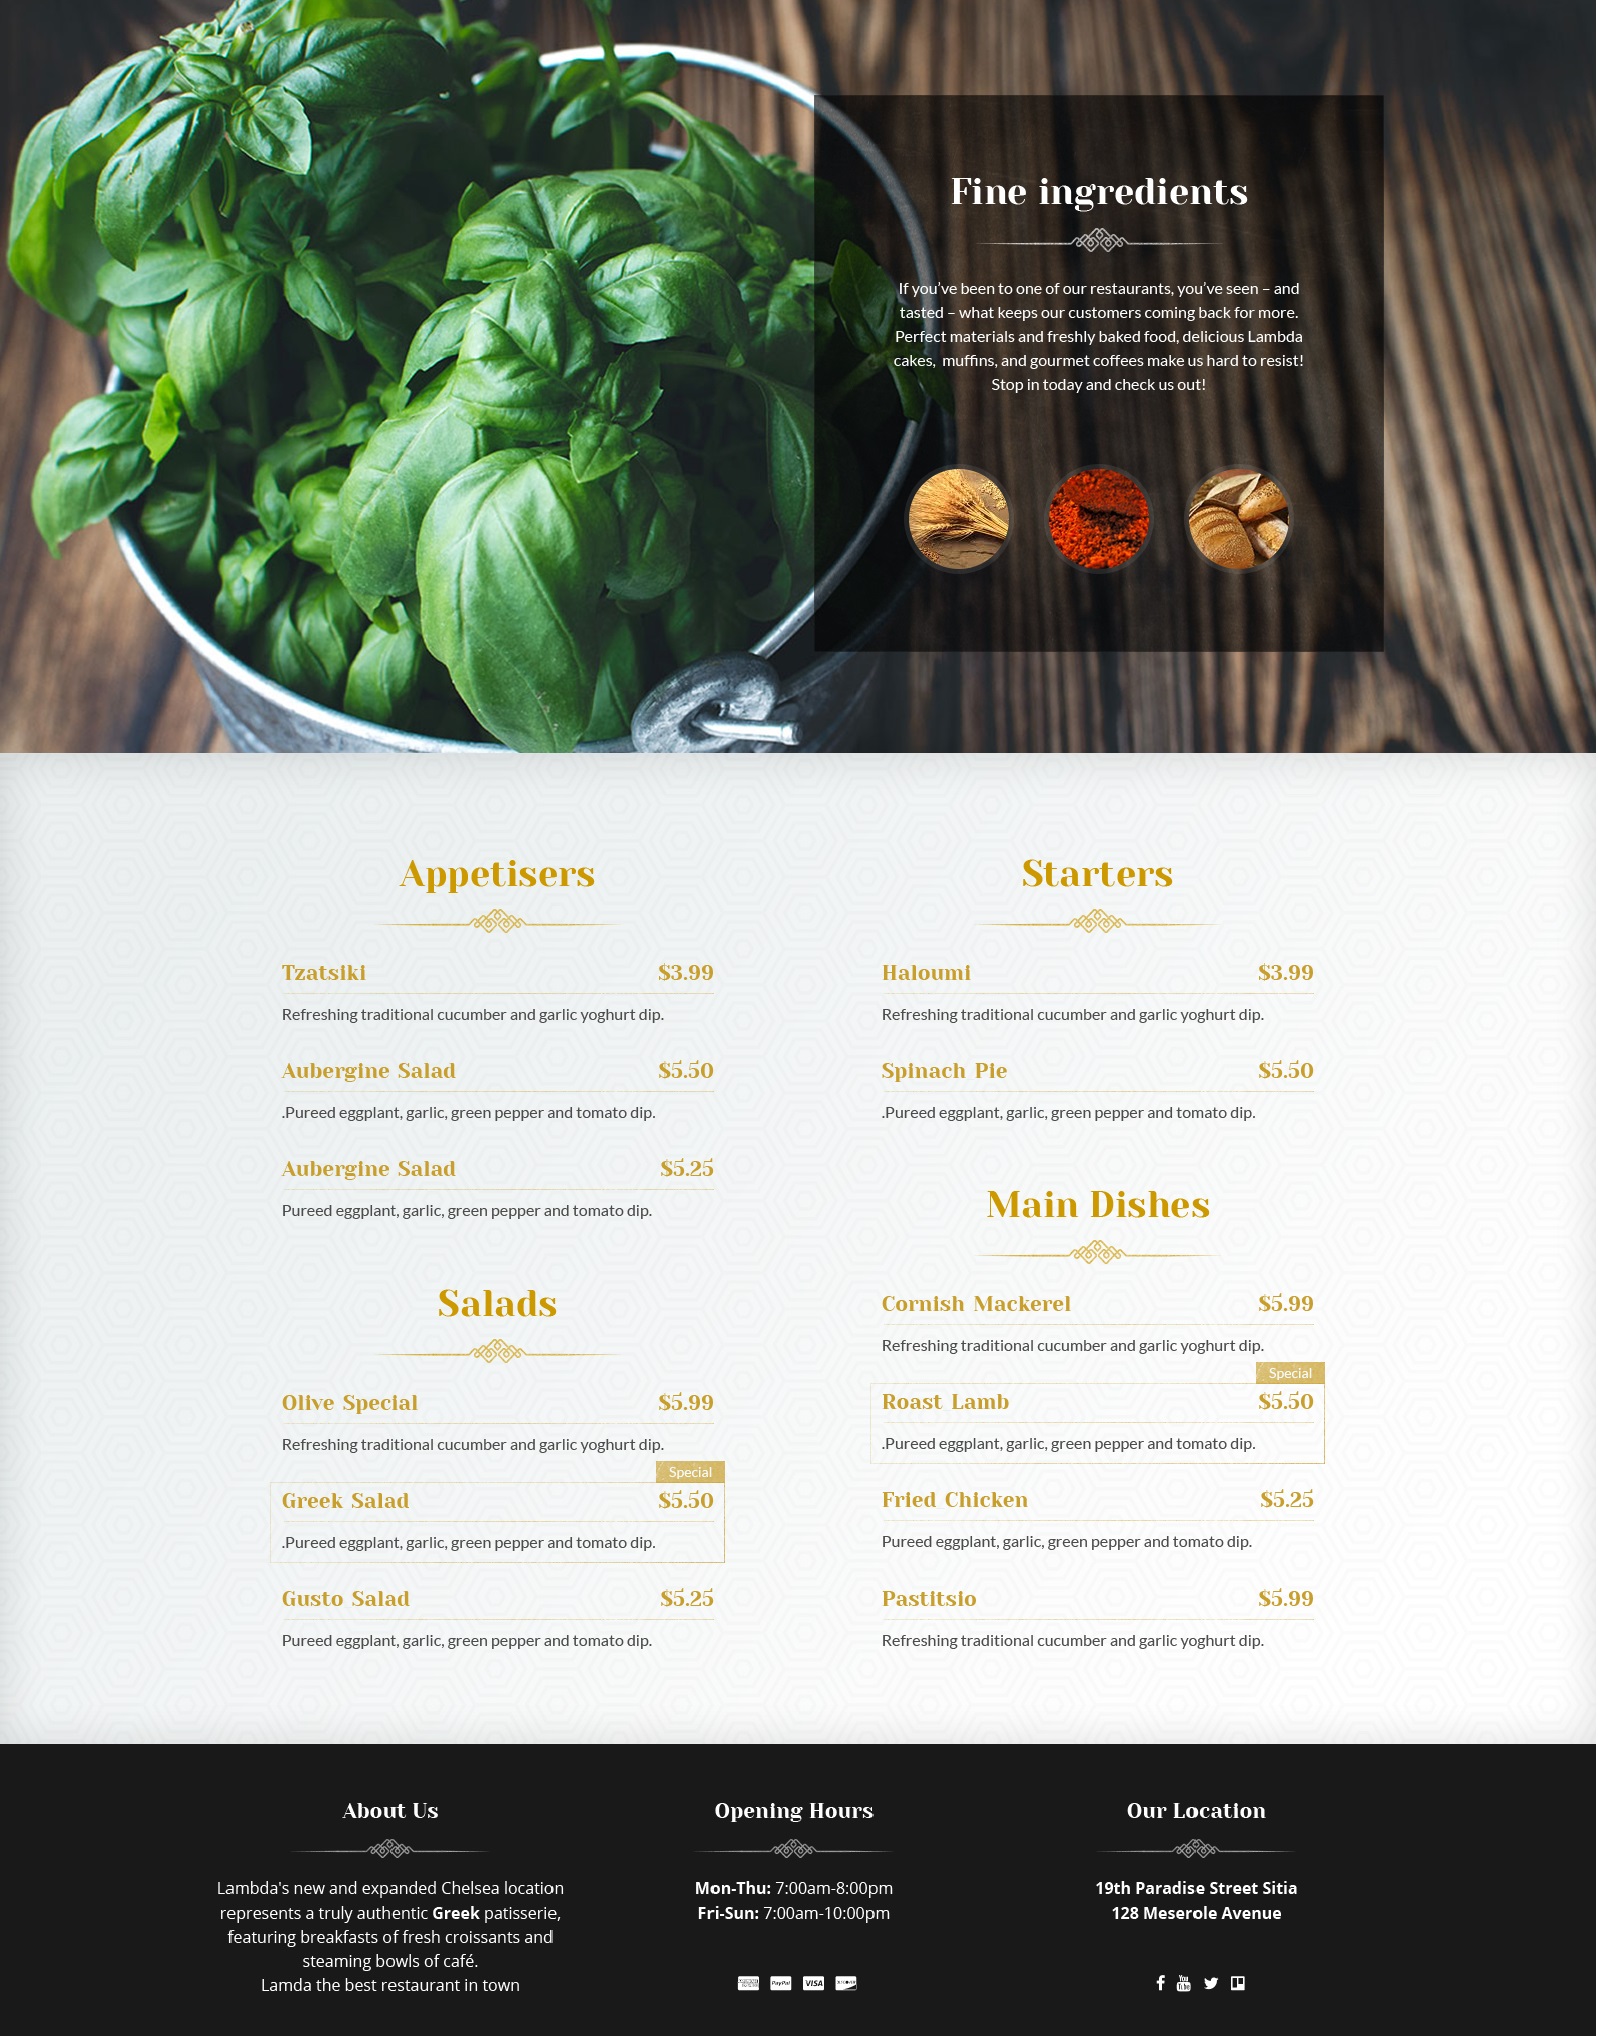 Fine ingredients
If you've been to one of our restaurants, you've seen – and
tasted – what keeps our customers coming back for more.
Perfect materials and freshly baked food, delicious Lambda
cakes,  muffins, and gourmet coffees make us hard to resist!
Stop in today and check us out!
Appetisers
Tzatsiki $3.99
Refreshing traditional cucumber and garlic yoghurt dip.
Aubergine Salad $5.50
.Pureed eggplant, garlic, green pepper and tomato dip.
Aubergine Salad $5.25
Pureed eggplant, garlic, green pepper and tomato dip.
Salads
Olive Special $5.99
Refreshing traditional cucumber and garlic yoghurt dip.
Special
Greek Salad $5.50
.Pureed eggplant, garlic, green pepper and tomato dip.
Gusto Salad $5.25
Pureed eggplant, garlic, green pepper and tomato dip.
Starters
Haloumi $3.99
Refreshing traditional cucumber and garlic yoghurt dip.
Spinach Pie $5.50
.Pureed eggplant, garlic, green pepper and tomato dip.
Main Dishes
Cornish Mackerel $5.99
Refreshing traditional cucumber and garlic yoghurt dip.
Special
Roast Lamb $5.50
.Pureed eggplant, garlic, green pepper and tomato dip.
Fried Chicken $5.25
Pureed eggplant, garlic, green pepper and tomato dip.
Pastitsio $5.99
Refreshing traditional cucumber and garlic yoghurt dip.
About Us
Lambda's new and expanded Chelsea location
represents a truly authentic Greek patisserie,
featuring breakfasts of fresh croissants and
steaming bowls of café.
Lamda the best restaurant in town
Opening Hours
Mon-Thu: 7:00am-8:00pm
Fri-Sun: 7:00am-10:00pm
PayPal VISA
Our Location
19th Paradise Street Sitia
128 Meserole Avenue
You Tube